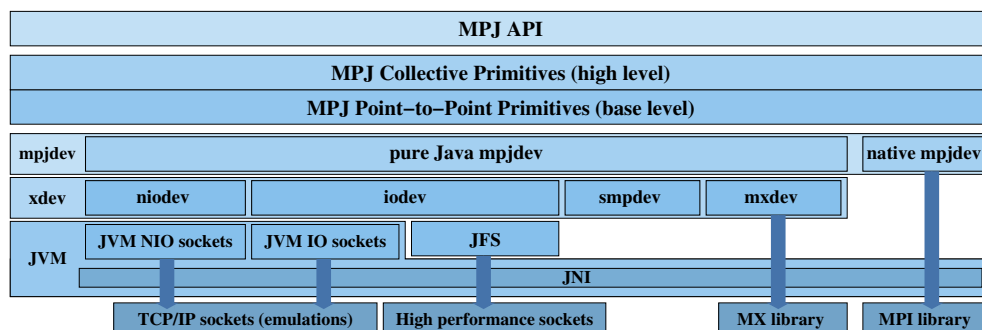 MPJ API
MPJ Collective Primitives (high level)
MPJ Point−to−Point Primitives (base level)
mpjdev pure Java mpjdev native mpjdev
xdev niodev iodev smpdev mxdev
JVM JVM NIO sockets JVM IO sockets JFS
JNI
TCP/IP sockets (emulations) High performance sockets MX library MPI library